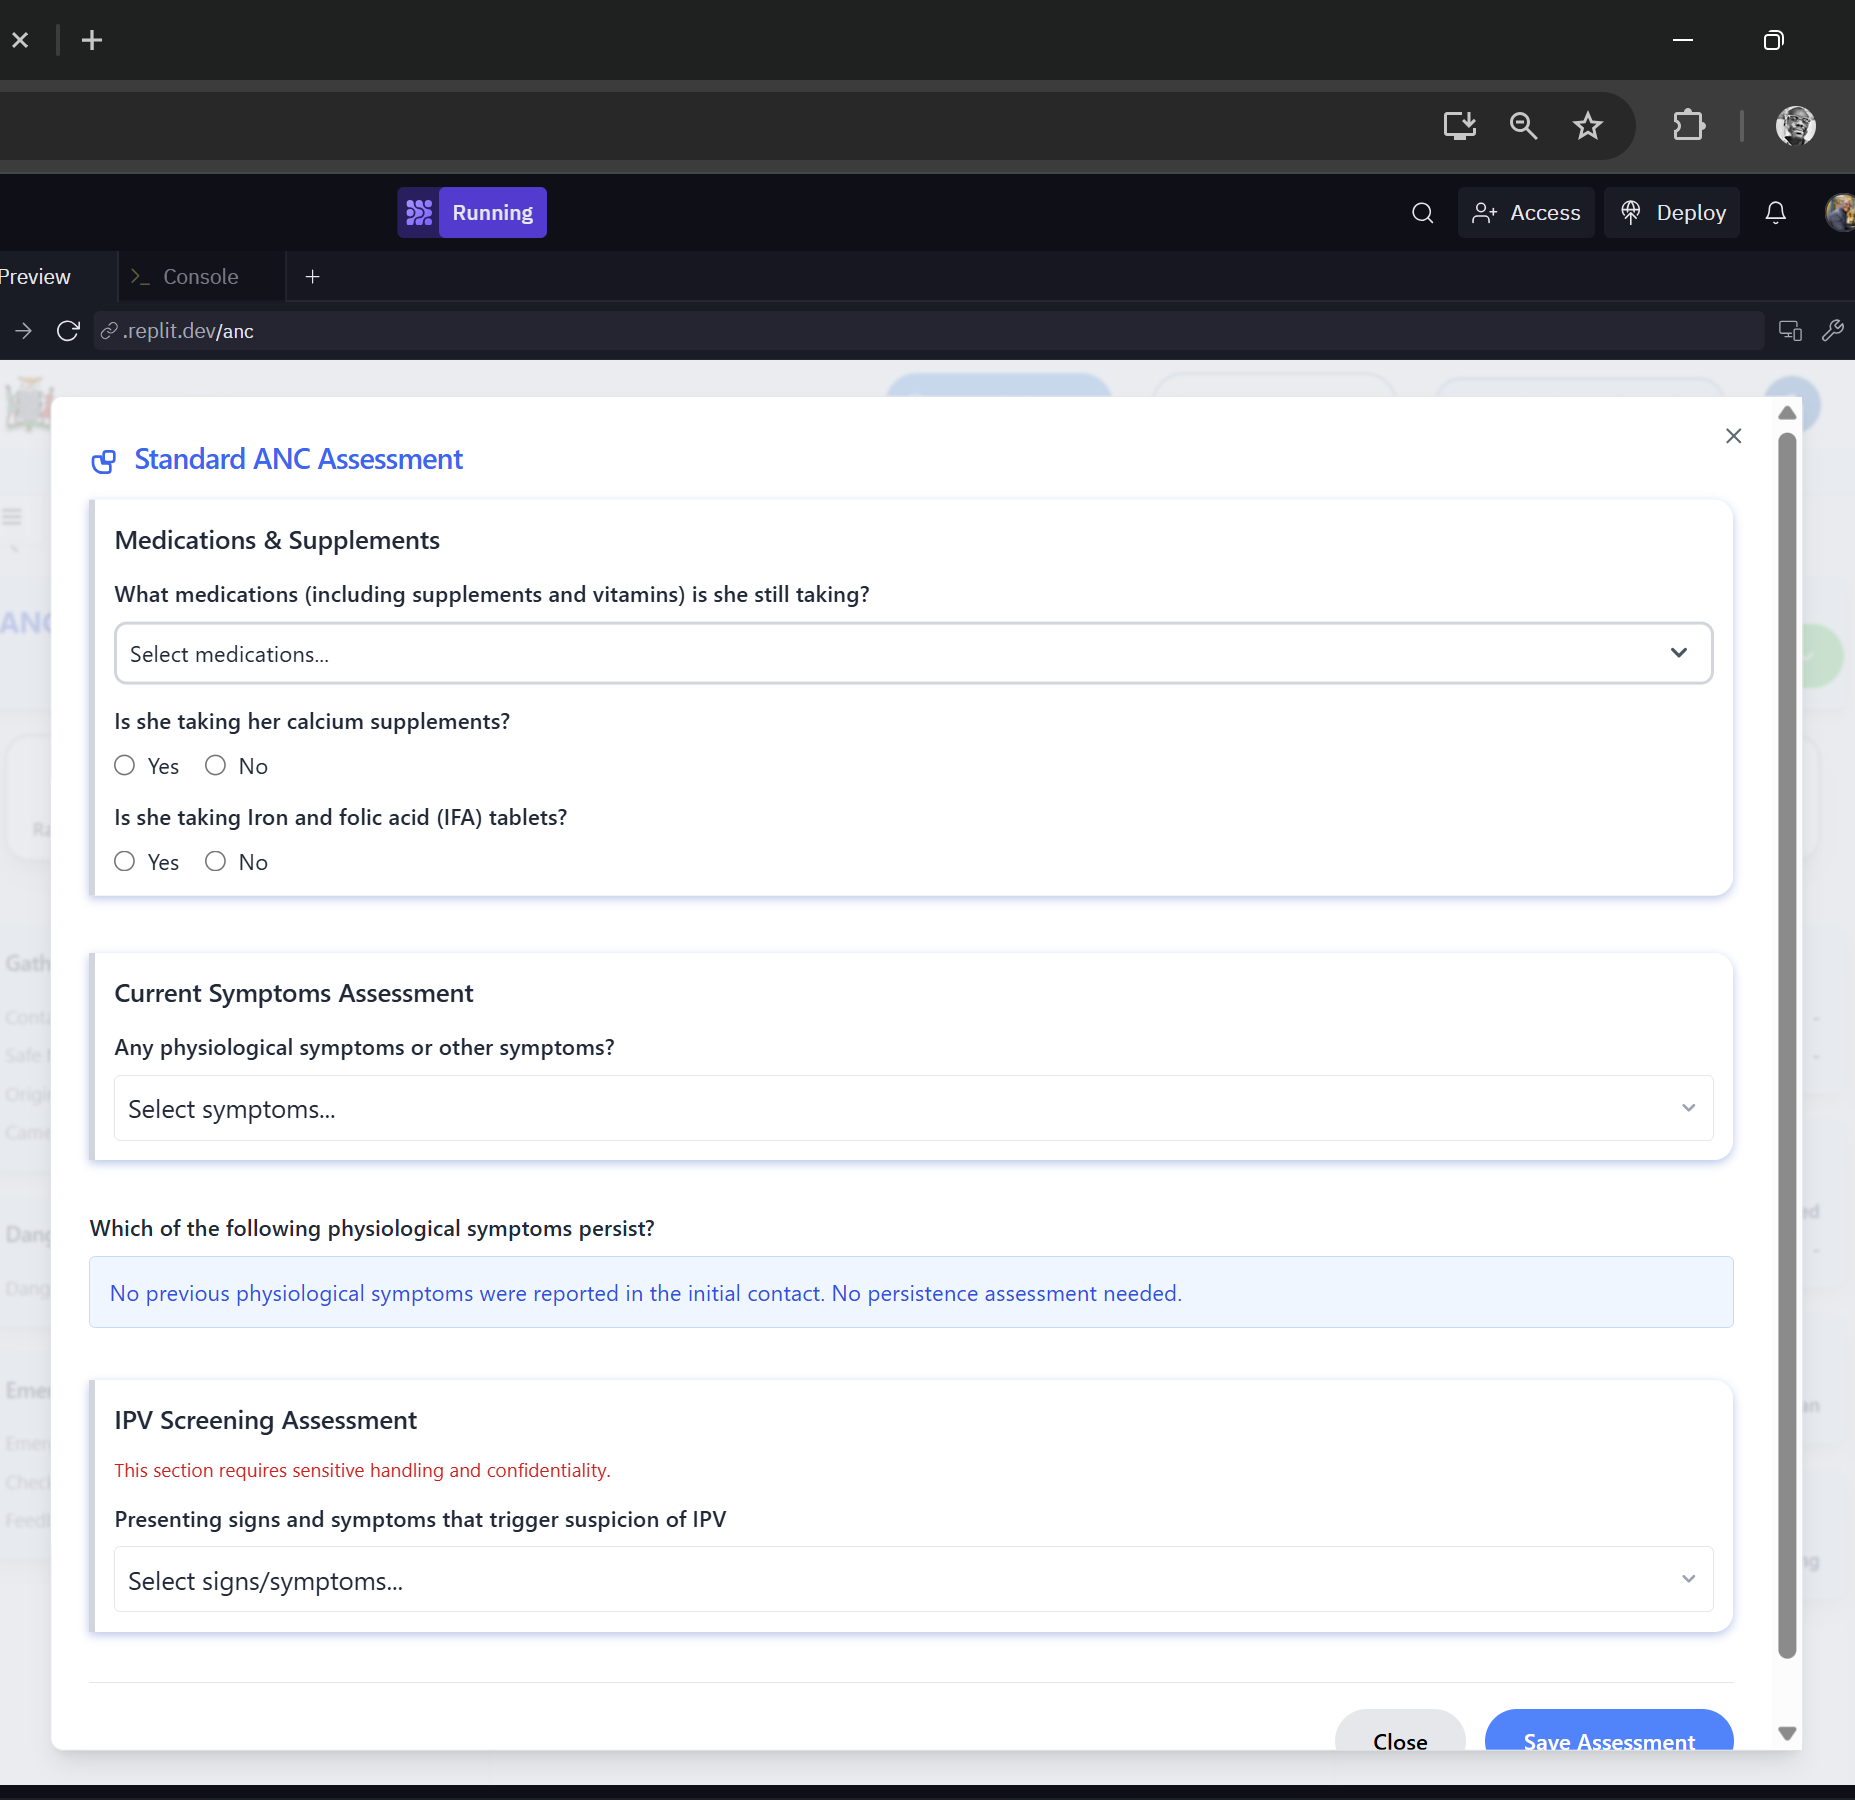 Running
Access
Deploy
Preview
Console
.replit.dev/anc
Standard ANC Assessment
Medications & Supplements
What medications (including supplements and vitamins) is she still taking?
Select medications...
Is she taking her calcium supplements?
Yes
No
Is she taking Iron and folic acid (IFA) tablets?
Yes
No
Current Symptoms Assessment
Any physiological symptoms or other symptoms?
Select symptoms...
Which of the following physiological symptoms persist?
No previous physiological symptoms were reported in the initial contact. No persistence assessment needed.
IPV Screening Assessment
This section requires sensitive handling and confidentiality.
Presenting signs and symptoms that trigger suspicion of IPV
Select signs/symptoms...
Close
Save Assessment
ANC
Safe